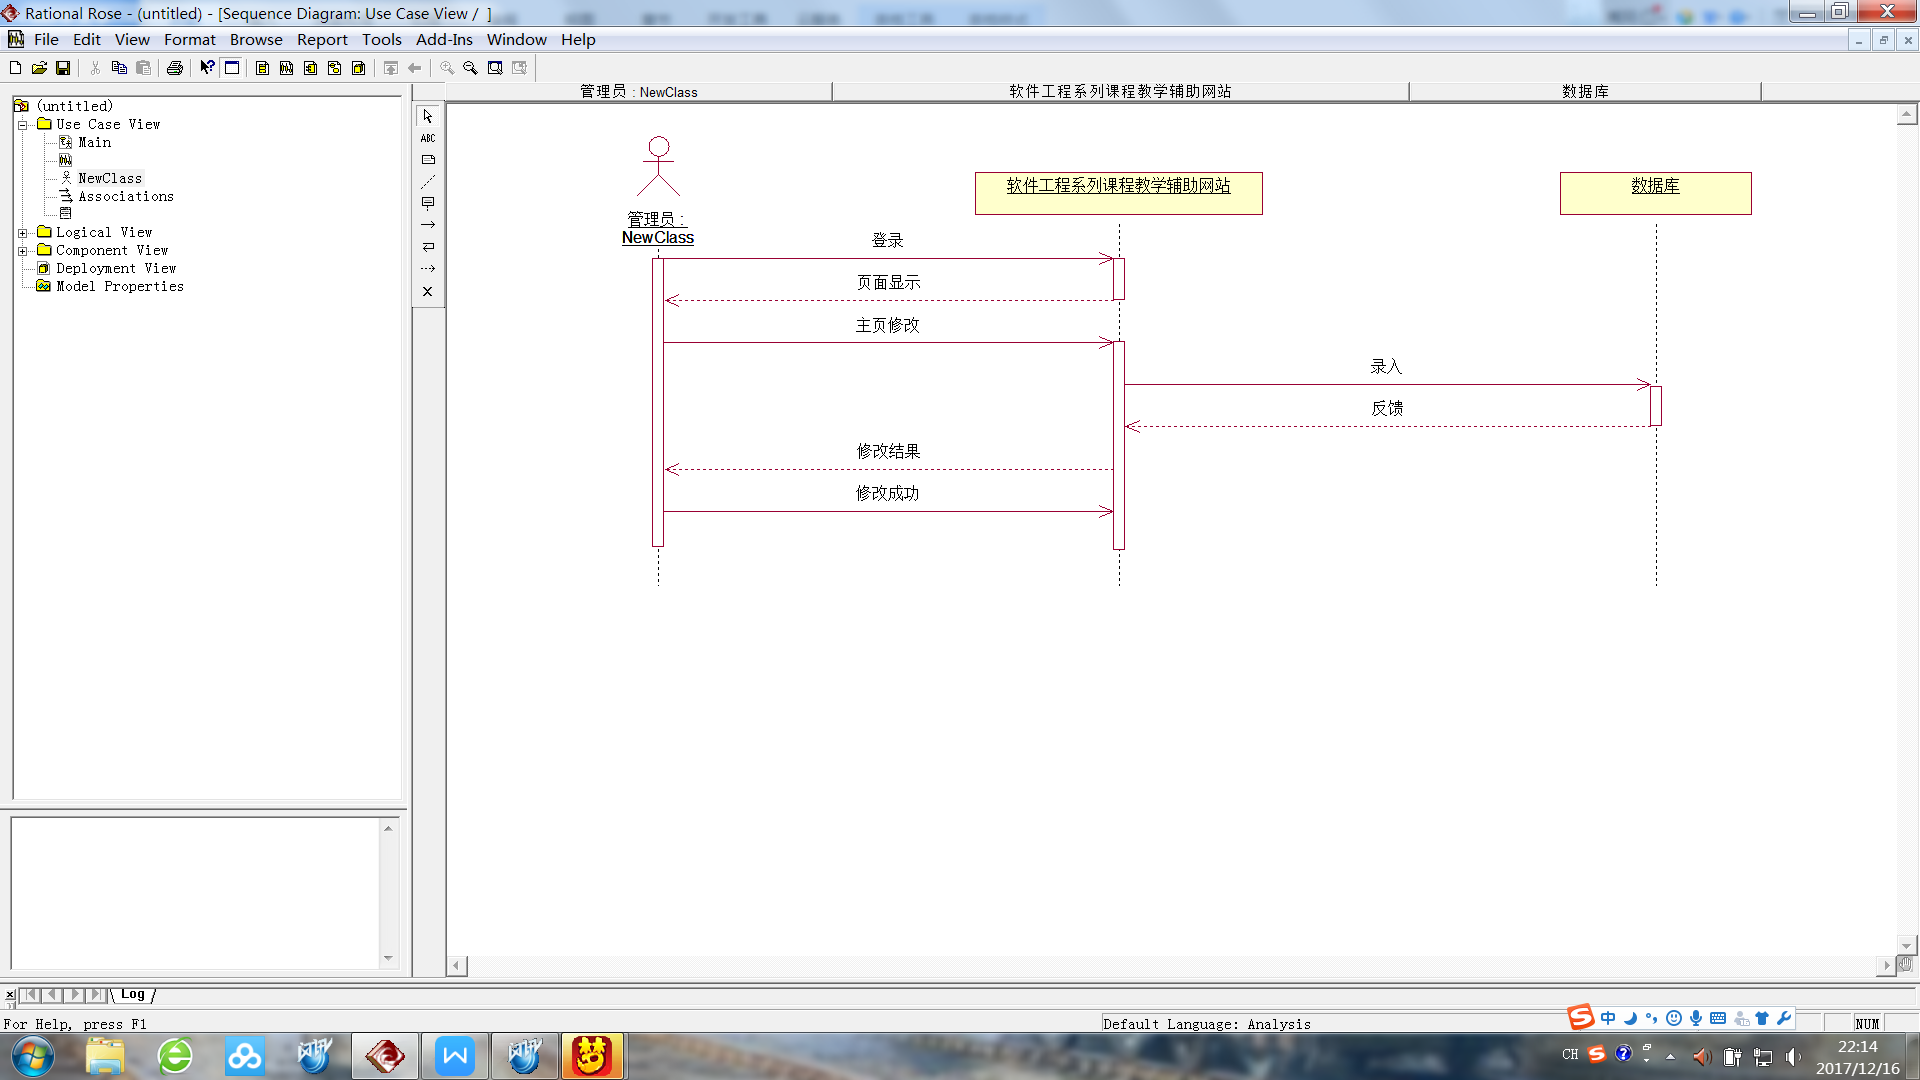 Rational Rose - (untitled) - [Sequence Diagram: Use Case View / ]
File Edit View Format Browse Report Tools Add-Ins Window Help
管理员 : NewClass 软件工程系列课程教学辅助网站 数据库
(untitled)
Use Case View
Main
NewClass
Associations
Logical View
Component View
Deployment View
Model Properties
ABC
软件工程系列课程教学辅助网站
数据库
管理员 :
NewClass
登录
页面显示
主页修改
录入
反馈
修改结果
修改成功
Log
For Help, press F1
Default Language: Analysis
NUM
中
CH
22:14
2017/12/16